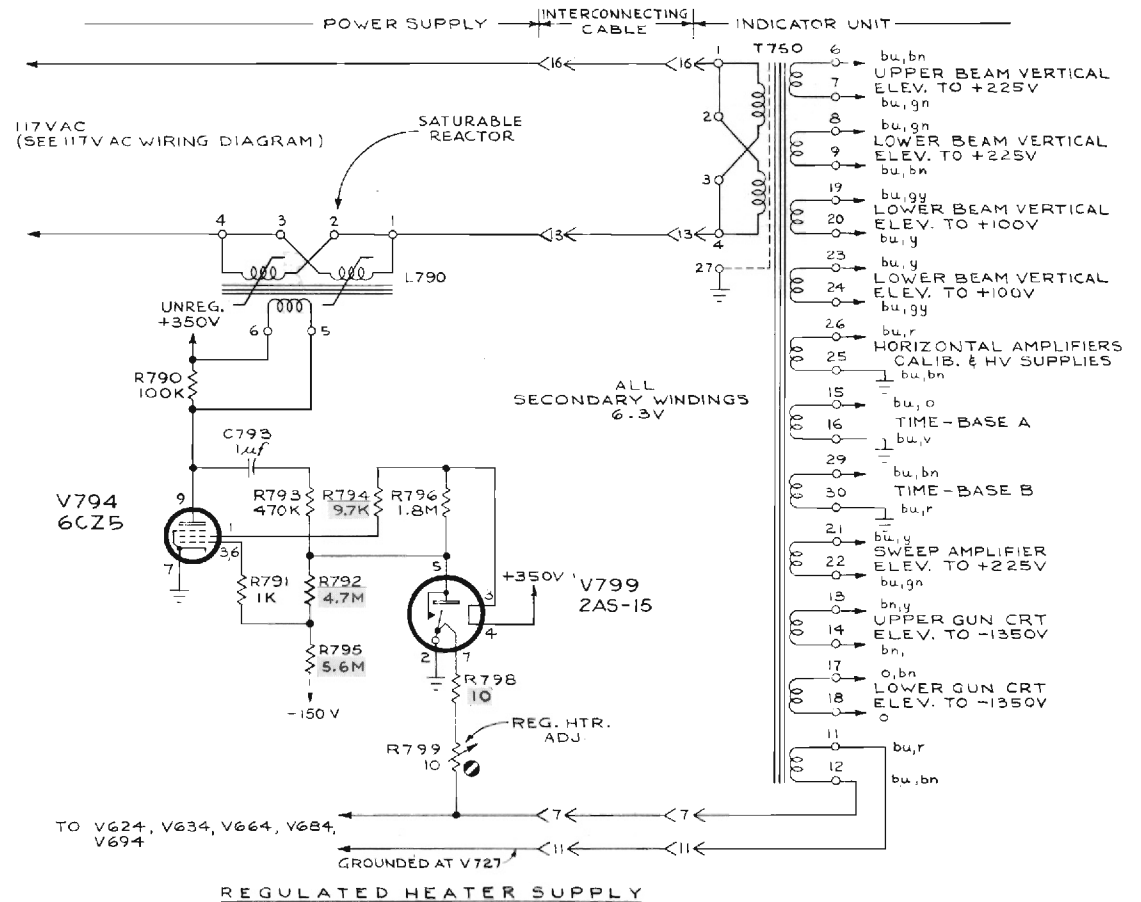 POWER SUPPLY
INTERCONNECTING
CABLE
INDICATOR UNIT
16
16
1
T750
117 VAC
(SEE 117V AC WIRING DIAGRAM)
SATURABLE
REACTOR
2
3
4
3
2
1
13
13
4
L790
27
UNREG.
+350V
6
5
R790
100K
ALL
SECONDARY WINDINGS
6.3V
C793
1µf
V794
6CZ5
9
1
3,6
7
R793
470K
R794
9.7K
R796
1.8M
R791
1K
R792
4.7M
R795
5.6M
-150 V
5
+350V
V799
2AS-15
3
4
2
7
R798
10
REG. HTR.
ADJ.
R799
10
6
bu,bn
UPPER BEAM VERTICAL
7
ELEV. TO +225V
bu,gn
8
bu,gn
LOWER BEAM VERTICAL
9
ELEV. TO +225V
bu,bn
19
bu,gy
LOWER BEAM VERTICAL
20
ELEV. TO +100V
bu,y
23
bu,y
LOWER BEAM VERTICAL
24
ELEV. TO +100V
bu,gy
26
bu,r
HORIZONTAL AMPLIFIERS
25
CALIB. & HV SUPPLIES
bu,bn
15
bu,o
TIME-BASE A
16
bu,v
29
bu,bn
TIME-BASE B
30
bu,r
21
bu,y
SWEEP AMPLIFIER
22
ELEV. TO +225V
bu,gn
13
bn,y
UPPER GUN CRT
14
ELEV. TO -1350V
bn,
17
o,bn
LOWER GUN CRT
18
ELEV. TO -1350V
o
11
bu,r
12
bu,bn
TO V624, V634, V664, V684,
V694
7
7
GROUNDED AT V727
11
11
REGULATED HEATER SUPPLY